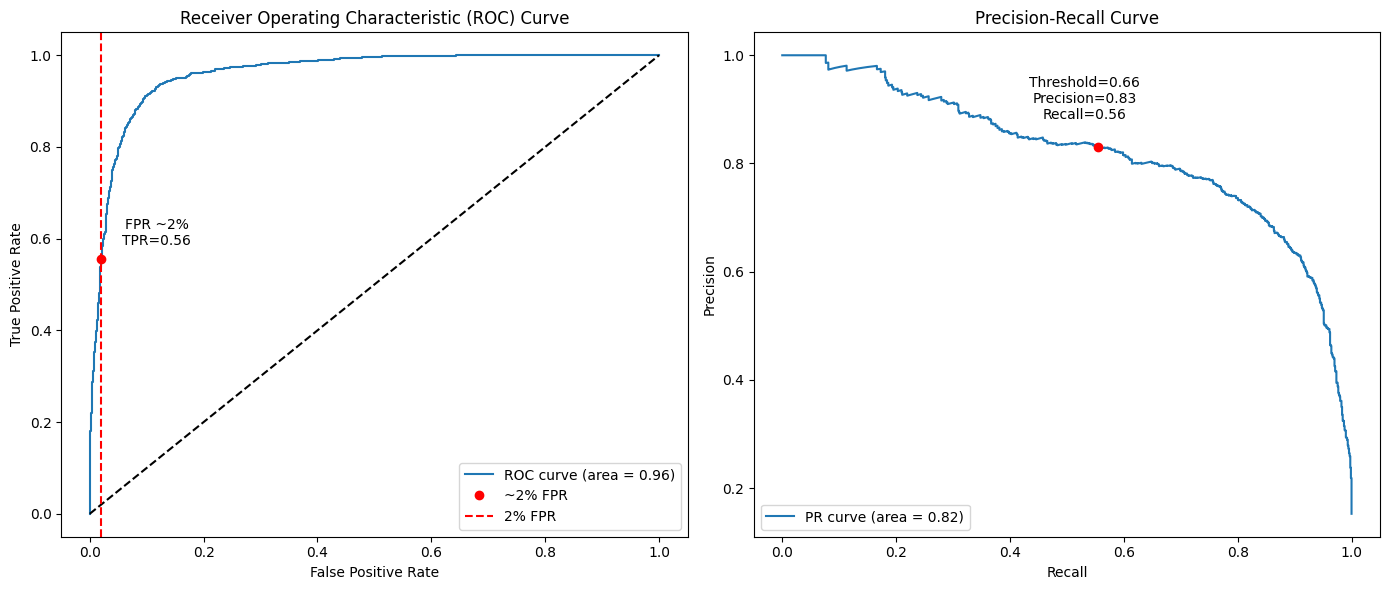 Receiver Operating Characteristic (ROC) Curve
1.0
0.8
0.6
0.4
0.2
0.0
True Positive Rate
FPR ~2%
TPR=0.56
ROC curve (area = 0.96)
~2% FPR
2% FPR
0.0 0.2 0.4 0.6 0.8 1.0
False Positive Rate
Precision-Recall Curve
1.0
0.8
0.6
0.4
0.2
Precision
Threshold=0.66
Precision=0.83
Recall=0.56
PR curve (area = 0.82)
0.0 0.2 0.4 0.6 0.8 1.0
Recall